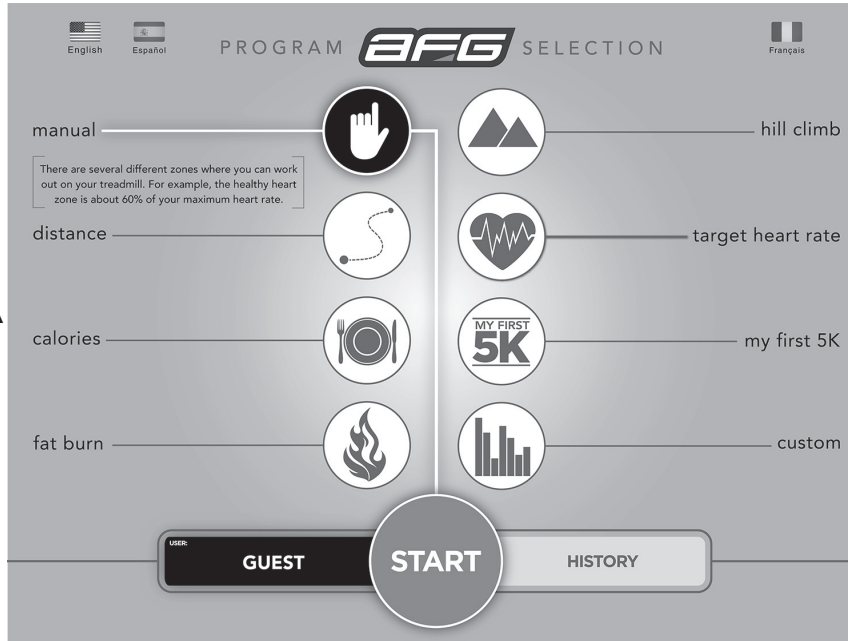 English
Español
PROGRAM AFG SELECTION
Français
manual
hill climb
There are several different zones where you can work
out on your treadmill. For example, the healthy heart
zone is about 60% of your maximum heart rate.
distance
target heart rate
calories
MY FIRST
5K
my first 5K
fat burn
custom
USER:
GUEST
START
HISTORY